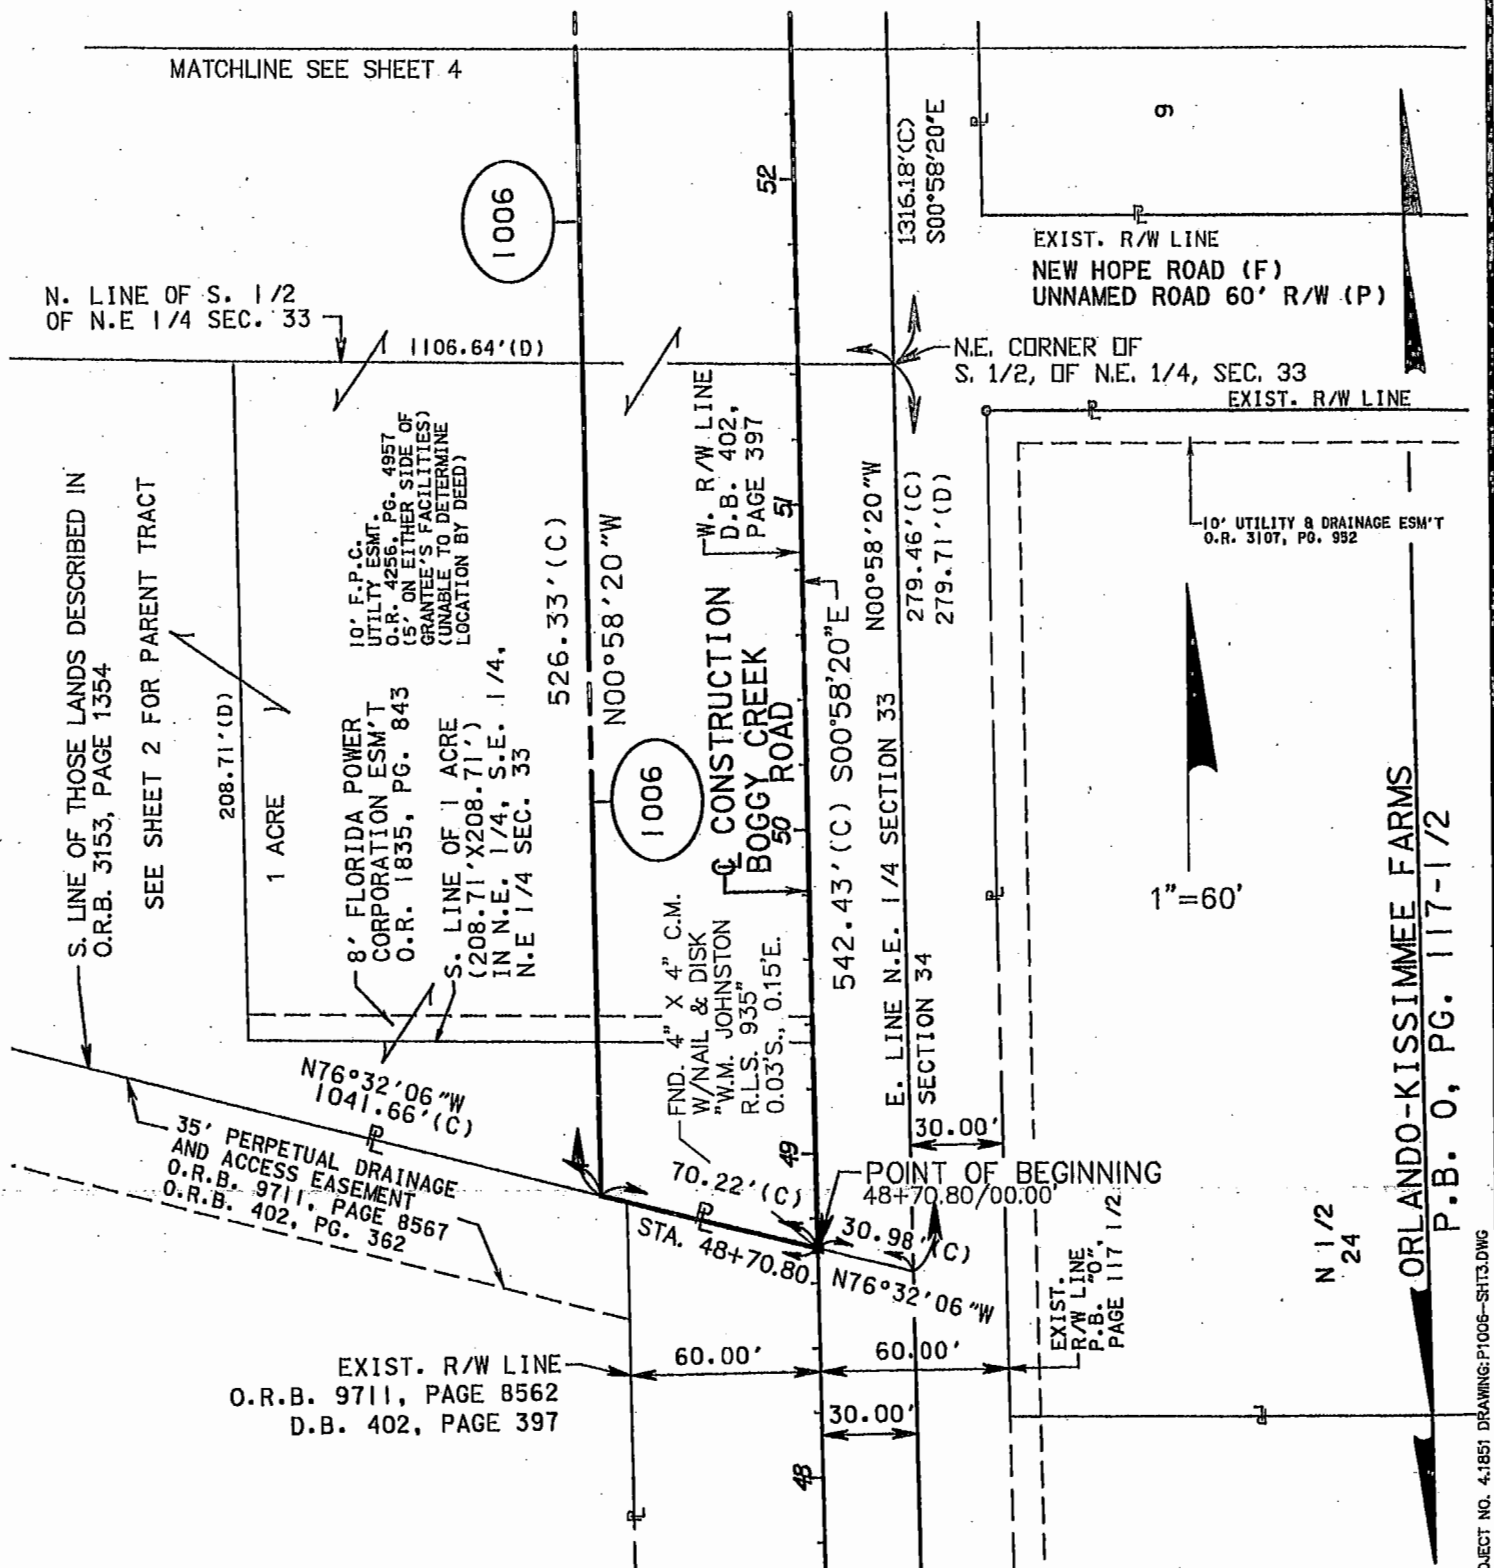 MATCHLINE SEE SHEET 4
1006
52
1316.18'(C)
S00°58'20"E
9
EXIST. R/W LINE
NEW HOPE ROAD (F)
UNNAMED ROAD 60' R/W (P)
N. LINE OF S. 1/2
OF N.E 1/4 SEC. 33
1106.64'(D)
N.E. CORNER OF
S. 1/2, OF N.E. 1/4, SEC. 33
EXIST. R/W LINE
S. LINE OF THOSE LANDS DESCRIBED IN
O.R.B. 3153, PAGE 1354
SEE SHEET 2 FOR PARENT TRACT
208.71'(D)
1 ACRE
10' F.P.C.
UTILTY ESMT.
O.R. 4256, PG. 4957
(5' ON EITHER SIDE OF
GRANTEE'S FACILITIES)
(UNABLE TO DETERMINE
LOCATION BY DEED)
8' FLORIDA POWER
CORPORATION ESM'T
O.R. 1835, PG. 843
S. LINE OF 1 ACRE
(208.71'X208.71')
IN N.E. 1/4, S.E. 1/4,
N.E 1/4 SEC. 33
526.33'(C)
N00°58'20"W
1006
W. R/W LINE
D.B. 402,
PAGE 397
51
℄ CONSTRUCTION
BOGGY CREEK
ROAD
50
542.43'(C) S00°58'20"E
N00°58'20"W
279.46'(C)
279.71'(D)
E. LINE N.E. 1/4 SECTION 33
SECTION 34
10' UTILITY & DRAINAGE ESM'T
O.R. 3107, PG. 952
1"=60'
ORLANDO-KISSIMMEE FARMS
P.B. O, PG. 117-1/2
FND. 4" X 4" C.M.
W/NAIL & DISK
"W.M. JOHNSTON
R.L.S. 935"
0.03'S., 0.15'E.
N76°32'06"W
1041.66'(C)
PL
35' PERPETUAL DRAINAGE
AND ACCESS EASEMENT
O.R.B. 9711, PAGE 8567
O.R.B. 402, PG. 362
49
30.00'
POINT OF BEGINNING
48+70.80/00.00'
70.22'(C)
PL
STA. 48+70.80
30.98'(C)
N76°32'06"W
EXIST.
R/W LINE
P.B. "O",
PAGE 117 1/2
N 1/2
24
60.00'
60.00'
EXIST. R/W LINE
O.R.B. 9711, PAGE 8562
D.B. 402, PAGE 397
30.00'
48
OJECT NO. 4.1851 DRAWING:P1006-SHT3.DWG